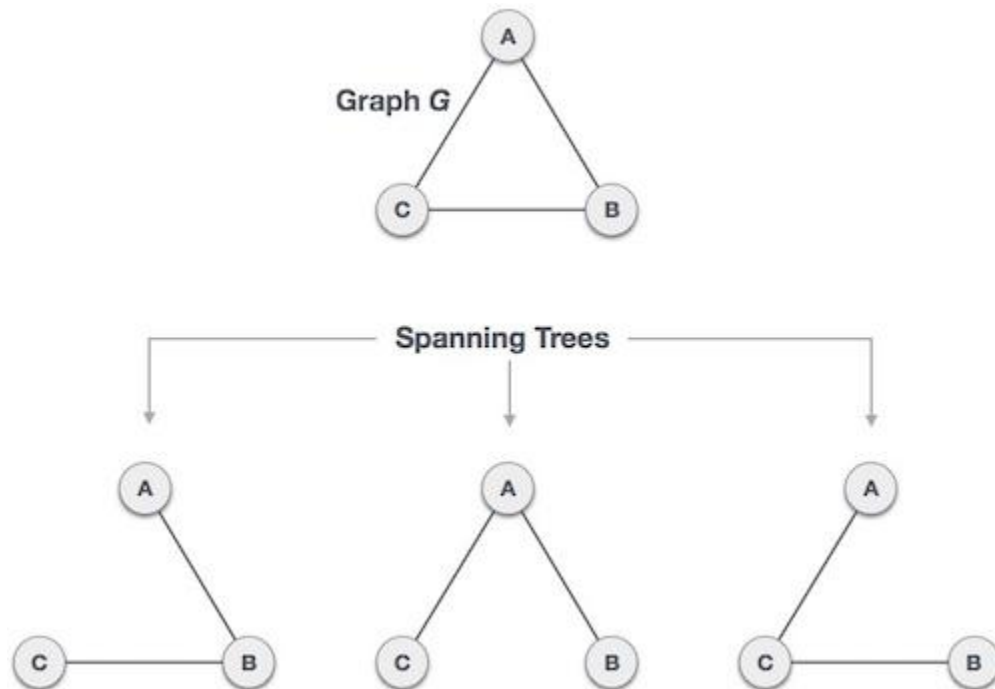 A
Graph G
C B
Spanning Trees
A A A
C B C B C B